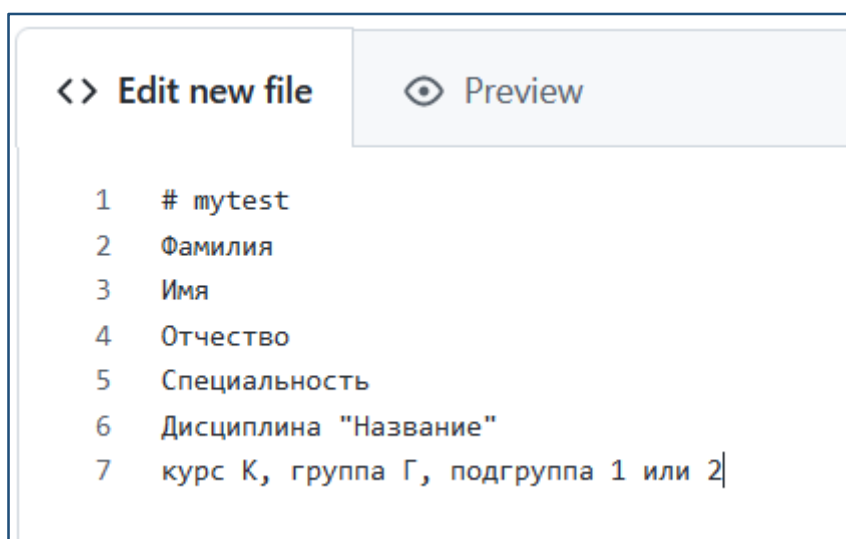 <> Edit new file Preview
1 # mytest
2 Фамилия
3 Имя
4 Отчество
5 Специальность
6 Дисциплина "Название"
7 курс К, группа Г, подгруппа 1 или 2